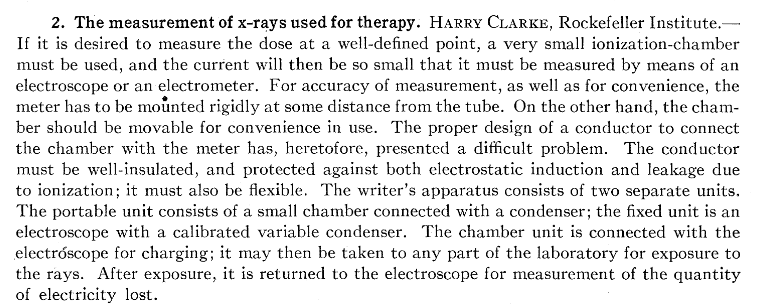 2. The measurement of x-rays used for therapy. HARRY CLARKE, Rockefeller Institute.—
If it is desired to measure the dose at a well-defined point, a very small ionization-chamber
must be used, and the current will then be so small that it must be measured by means of an
electroscope or an electrometer. For accuracy of measurement, as well as for convenience, the
meter has to be mounted rigidly at some distance from the tube. On the other hand, the cham-
ber should be movable for convenience in use. The proper design of a conductor to connect
the chamber with the meter has, heretofore, presented a difficult problem. The conductor
must be well-insulated, and protected against both electrostatic induction and leakage due
to ionization; it must also be flexible. The writer's apparatus consists of two separate units.
The portable unit consists of a small chamber connected with a condenser; the fixed unit is an
electroscope with a calibrated variable condenser. The chamber unit is connected with the
electroscope for charging; it may then be taken to any part of the laboratory for exposure to
the rays. After exposure, it is returned to the electroscope for measurement of the quantity
of electricity lost.